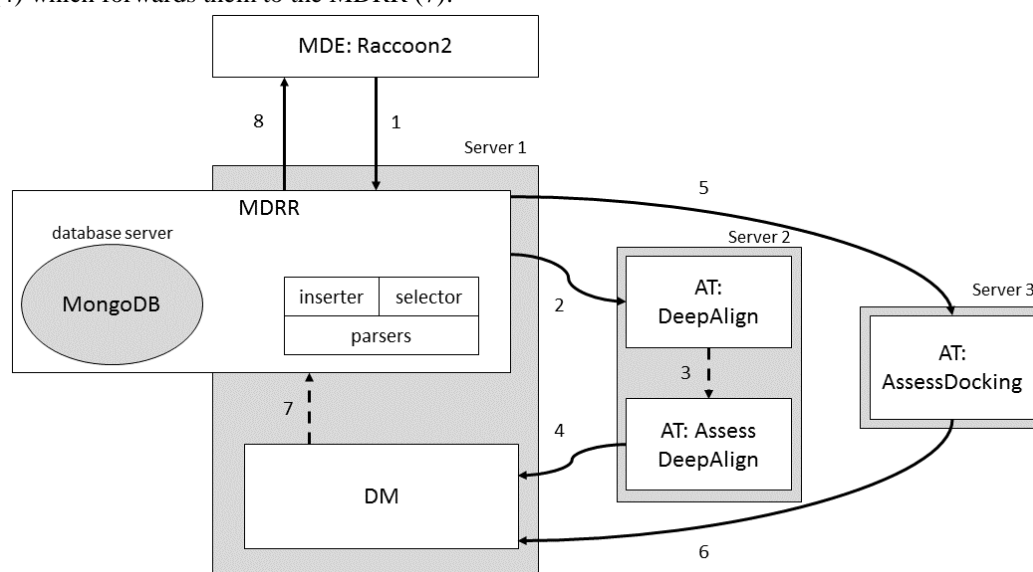 4) which forwards them to the MDRR (7).
MDE: Raccoon2
8
1
Server 1
5
MDRR
database server
MongoDB
inserter
selector
parsers
2
Server 2
AT:
DeepAlign
3
AT: Assess
DeepAlign
Server 3
AT:
AssessDocking
7
4
DM
6